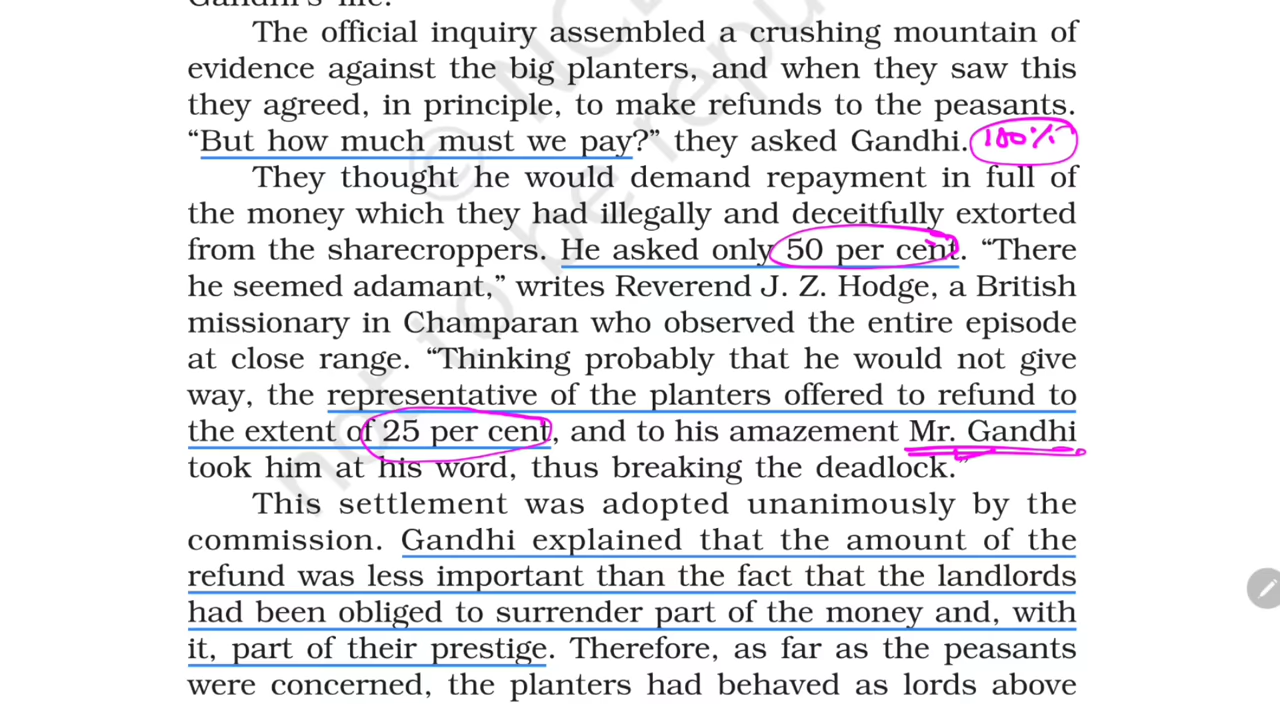 Gandhi's life.
The official inquiry assembled a crushing mountain of
evidence against the big planters, and when they saw this
they agreed, in principle, to make refunds to the peasants.
“But how much must we pay?” they asked Gandhi. 100%
They thought he would demand repayment in full of
the money which they had illegally and deceitfully extorted
from the sharecroppers. He asked only 50 per cent. “There
he seemed adamant,” writes Reverend J. Z. Hodge, a British
missionary in Champaran who observed the entire episode
at close range. “Thinking probably that he would not give
way, the representative of the planters offered to refund to
the extent of 25 per cent, and to his amazement Mr. Gandhi
took him at his word, thus breaking the deadlock.”
This settlement was adopted unanimously by the
commission. Gandhi explained that the amount of the
refund was less important than the fact that the landlords
had been obliged to surrender part of the money and, with
it, part of their prestige. Therefore, as far as the peasants
were concerned, the planters had behaved as lords above
© NC
not to be repu